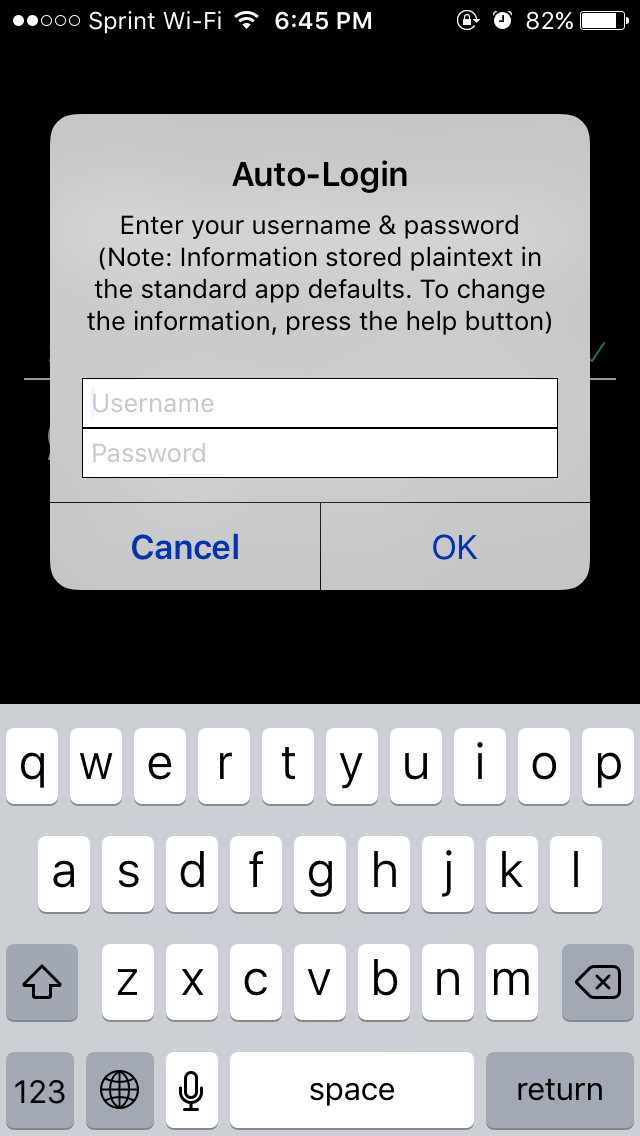 Sprint Wi-Fi 6:45 PM 82%
Auto-Login
Enter your username & password
(Note: Information stored plaintext in
the standard app defaults. To change
the information, press the help button)
Username
Password
Cancel OK
q w e r t y u i o p
a s d f g h j k l
z x c v b n m
123 space return